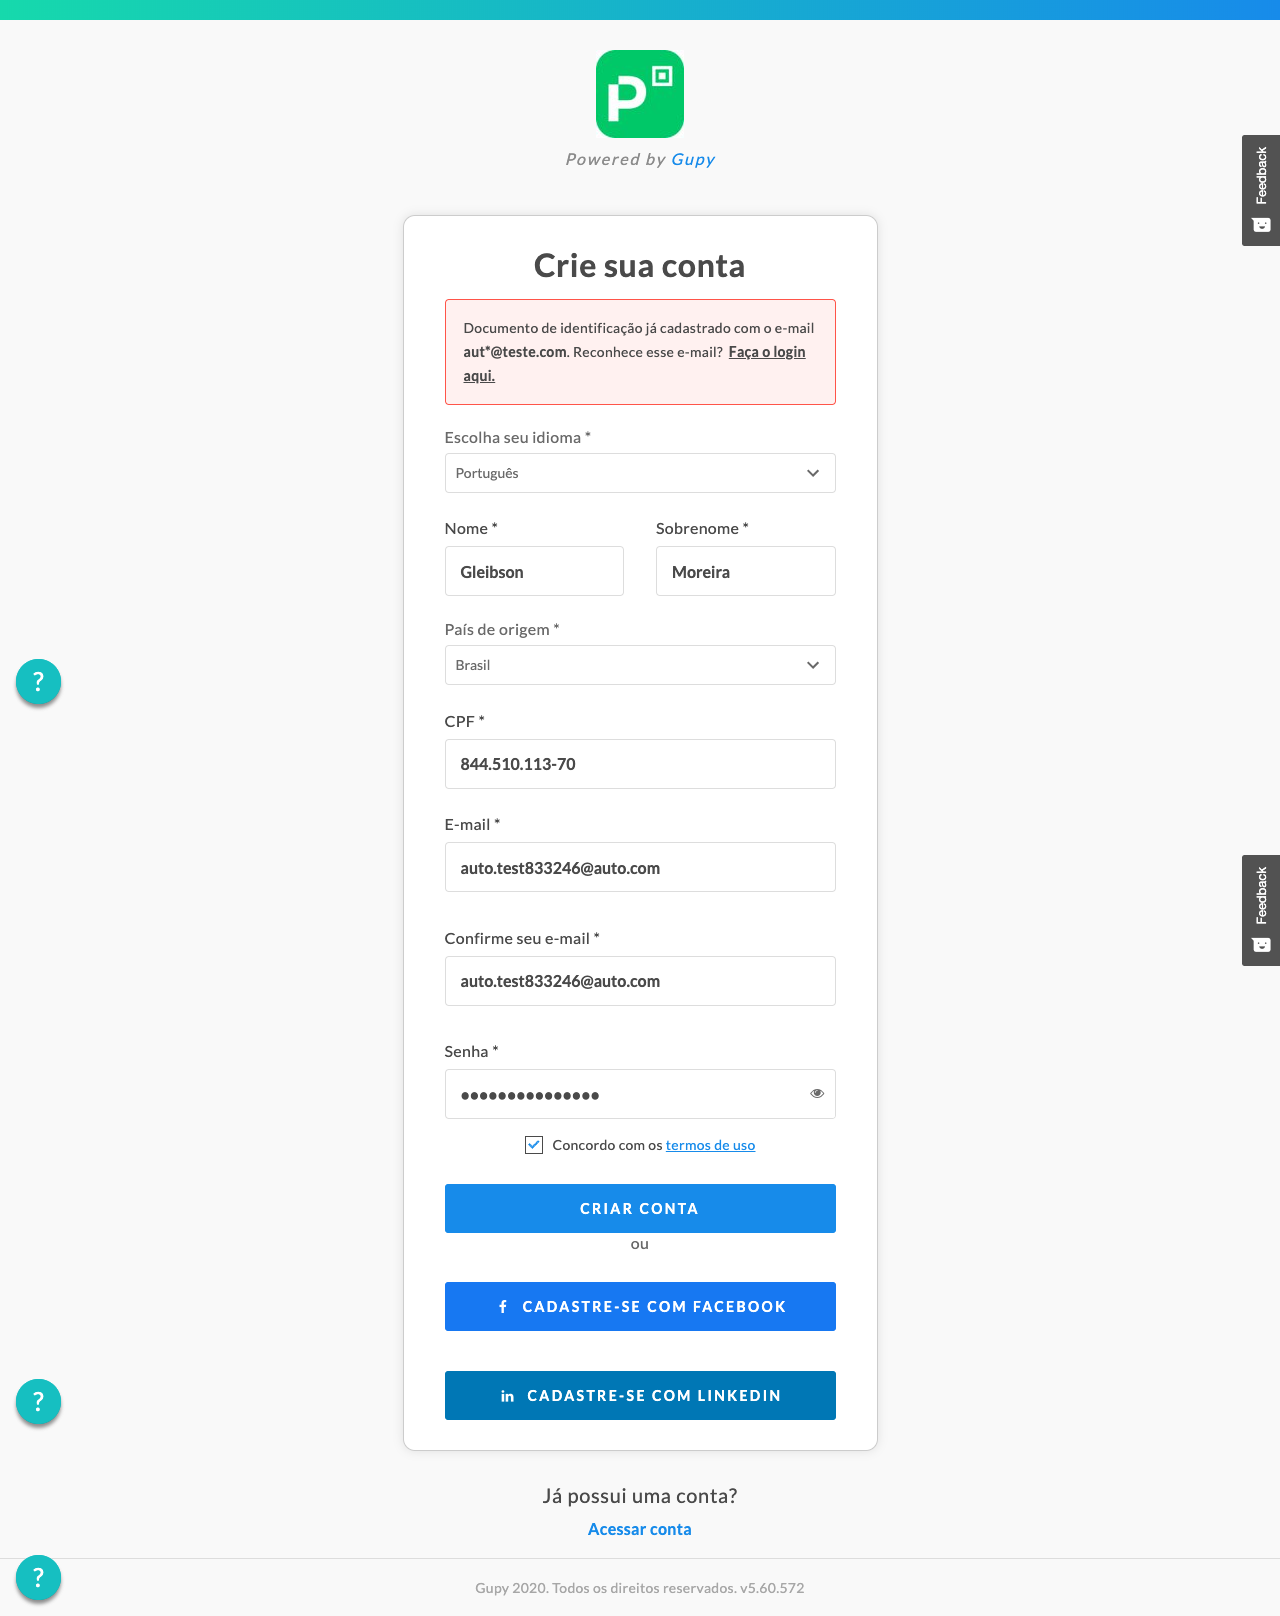 P
Powered by Gupy
Feedback
Crie sua conta
Documento de identificação já cadastrado com o e-mail
aut*@teste.com. Reconhece esse e-mail? Faça o login
aqui.
Escolha seu idioma *
Português
Nome *
Sobrenome *
Gleibson
Moreira
País de origem *
Brasil
?
CPF *
844.510.113-70
E-mail *
auto.test833246@auto.com
Feedback
Confirme seu e-mail *
auto.test833246@auto.com
Senha *
•••••••••••••••
Concordo com os termos de uso
CRIAR CONTA
ou
f CADASTRE-SE COM FACEBOOK
in CADASTRE-SE COM LINKEDIN
?
Já possui uma conta?
Acessar conta
?
Gupy 2020. Todos os direitos reservados. v5.60.572